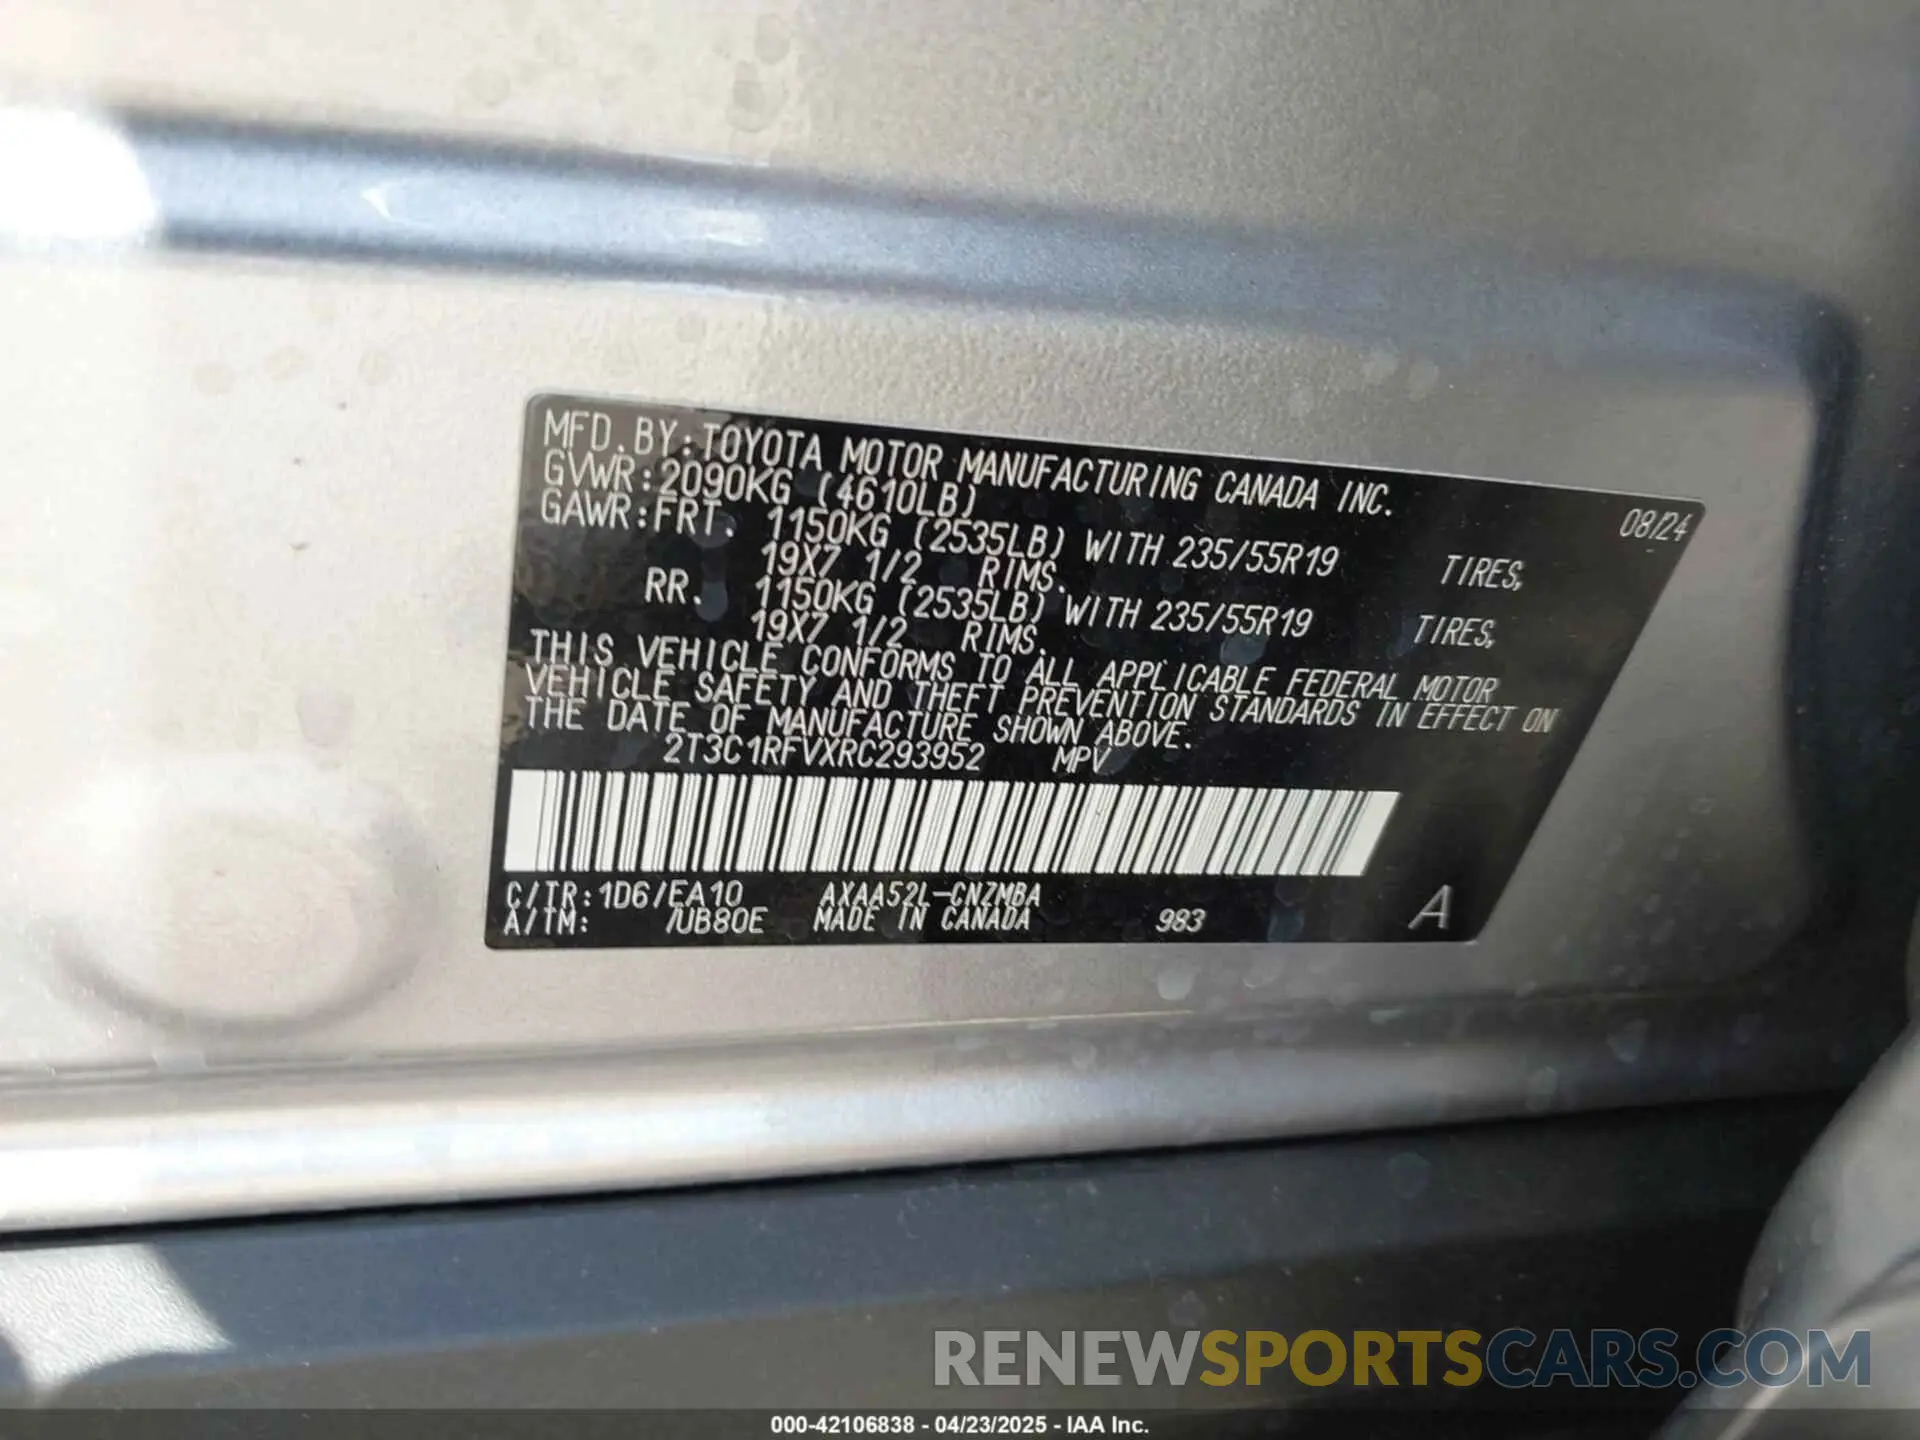 MFD.BY:TOYOTA MOTOR MANUFACTURING CANADA INC. 08/24
GVWR:2090KG (4610LB)
GAWR:FRT. 1150KG (2535LB) WITH 235/55R19 TIRES,
19X7 1/2 RIMS.
RR. 1150KG (2535LB) WITH 235/55R19 TIRES,
19X7 1/2 RIMS.
THIS VEHICLE CONFORMS TO ALL APPLICABLE FEDERAL MOTOR
VEHICLE SAFETY AND THEFT PREVENTION STANDARDS IN EFFECT ON
THE DATE OF MANUFACTURE SHOWN ABOVE.
2T3C1RFVXRC293952 MPV
C/TR:1D6/EA10 AXAA52L-CNZMBA
A/TM: /UB80E MADE IN CANADA 983 A
RENEWSPORTSCARS.COM
000-42106838 - 04/23/2025 - IAA Inc.